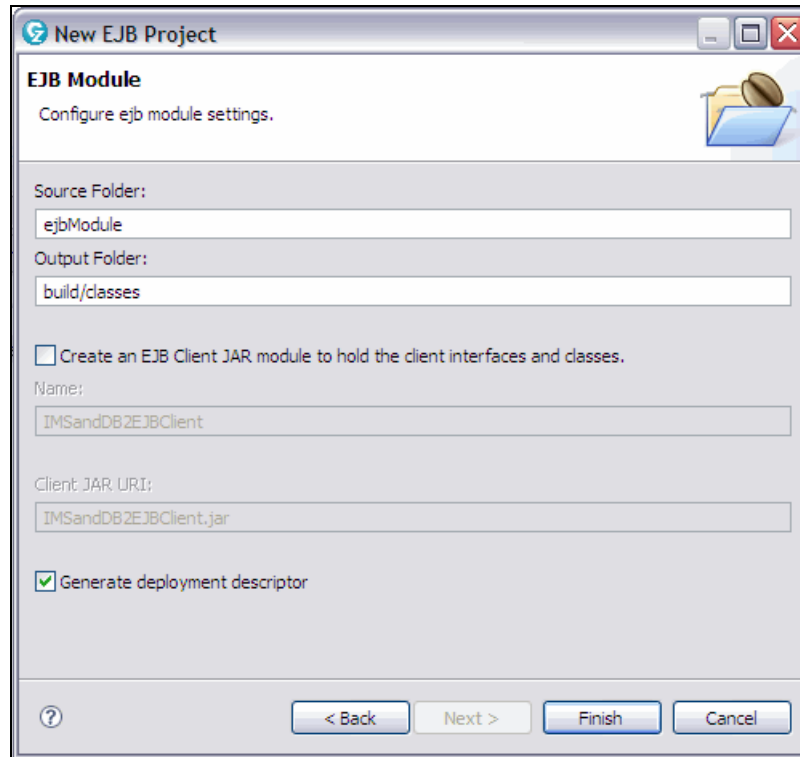 New EJB Project
EJB Module
Configure ejb module settings.
Source Folder:
ejbModule
Output Folder:
build/classes
Create an EJB Client JAR module to hold the client interfaces and classes.
Name:
IMSandDB2EJBClient
Client JAR URI:
IMSandDB2EJBClient.jar
Generate deployment descriptor
? < Back Next > Finish Cancel